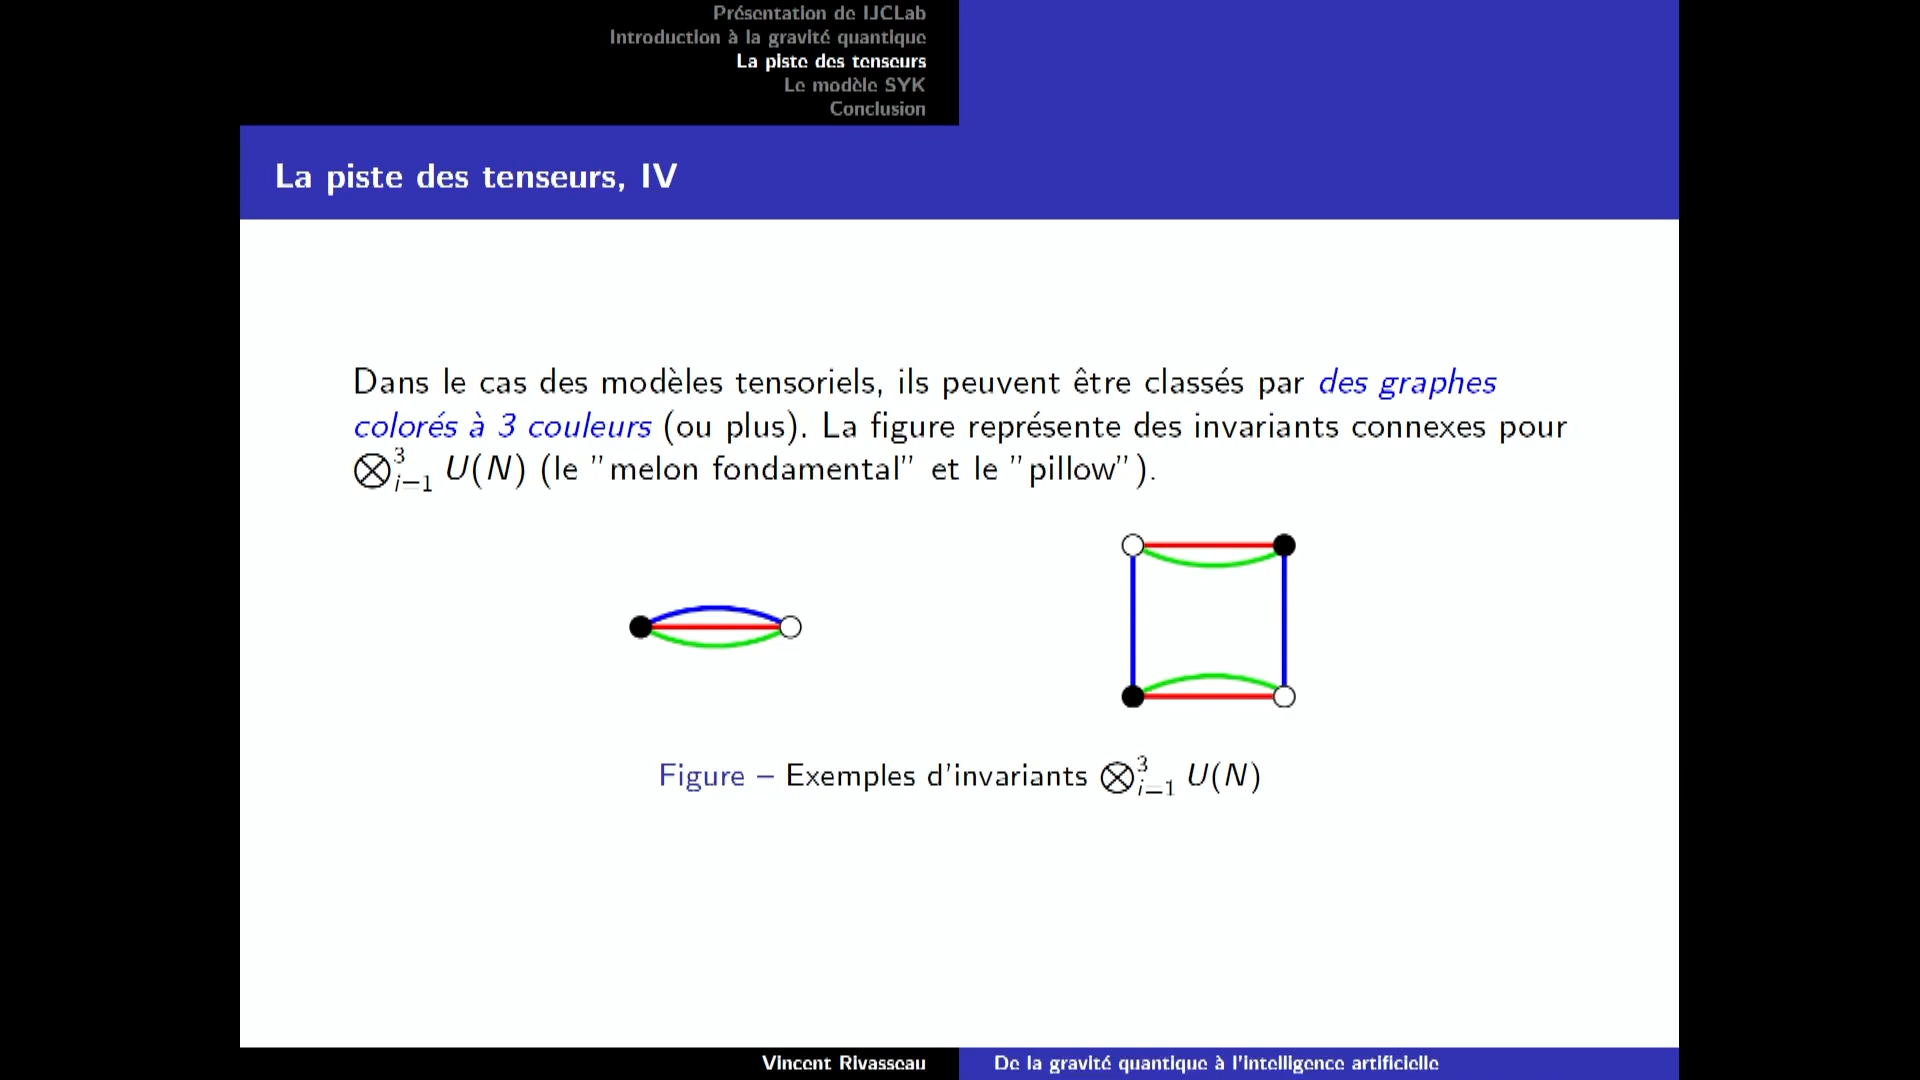 Présentation de IJCLab
Introduction à la gravité quantique
La piste des tenseurs
Le modèle SYK
Conclusion
La piste des tenseurs, IV
Dans le cas des modèles tensoriels, ils peuvent être classés par des graphes
colorés à 3 couleurs (ou plus). La figure représente des invariants connexes pour
⊗³ᵢ₌₁ U(N) (le "melon fondamental" et le "pillow").
Figure – Exemples d'invariants ⊗³ᵢ₌₁ U(N)
Vincent Rivasseau
De la gravité quantique à l'intelligence artificielle